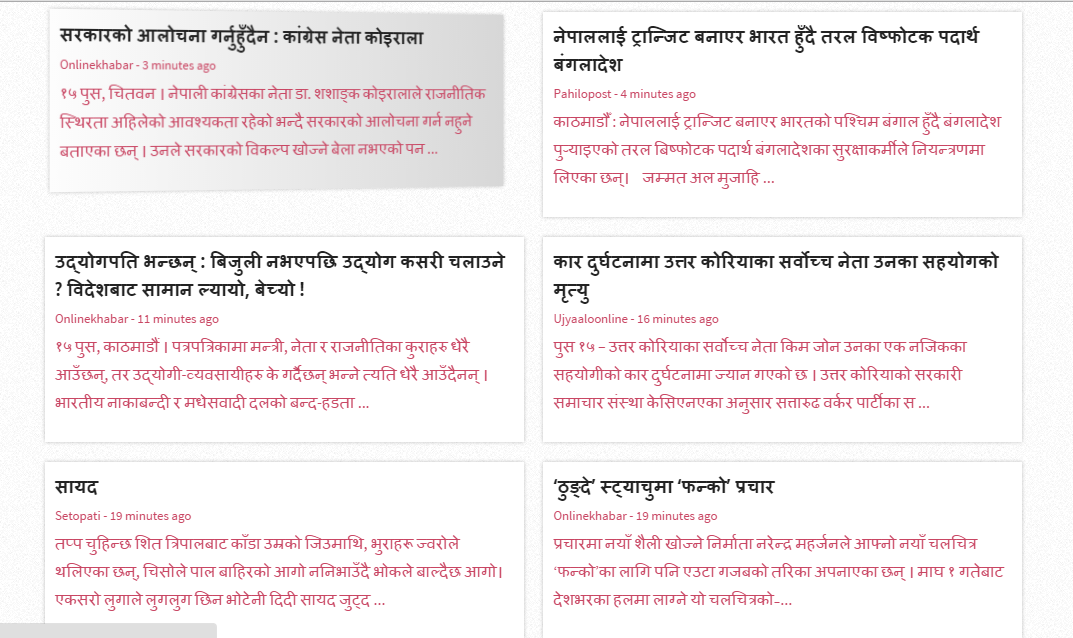 सरकारको आलोचना गर्नुहुँदैन : कांग्रेस नेता कोइराला
Onlinekhabar - 3 minutes ago
१५ पुस, चितवन । नेपाली कांग्रेसका नेता डा. शशाङ्क कोइरालाले राजनीतिक
स्थिरता अहिलेको आवश्यकता रहेको भन्दै सरकारको आलोचना गर्न नहुने
बताएका छन् । उनले सरकारको विकल्प खोज्ने बेला नभएको पन ...
नेपाललाई ट्रान्जिट बनाएर भारत हुँदै तरल विष्फोटक पदार्थ
बंगलादेश
Pahilopost - 4 minutes ago
काठमाडौँ : नेपाललाई ट्रान्जिट बनाएर भारतको पश्चिम बंगाल हुँदै बंगलादेश
पुऱ्याइएको तरल बिष्फोटक पदार्थ बंगलादेशका सुरक्षाकर्मीले नियन्त्रणमा
लिएका छन्। जम्मत अल मुजाहि ...
उद्योगपति भन्छन् : बिजुली नभएपछि उद्योग कसरी चलाउने
? विदेशबाट सामान ल्यायो, बेच्यो !
Onlinekhabar - 11 minutes ago
१५ पुस, काठमाडौं । पत्रपत्रिकामा मन्त्री, नेता र राजनीतिका कुराहरु धेरै
आउँछन्, तर उद्योगी-व्यवसायीहरु के गर्दैछन् भन्ने त्यति धेरै आउँदैनन् ।
भारतीय नाकाबन्दी र मधेसवादी दलको बन्द-हडता ...
कार दुर्घटनामा उत्तर कोरियाका सर्वोच्च नेता उनका सहयोगको
मृत्यु
Ujyaaloonline - 16 minutes ago
पुस १५ – उत्तर कोरियाका सर्वोच्च नेता किम जोन उनका एक नजिकका
सहयोगीको कार दुर्घटनामा ज्यान गएको छ । उत्तर कोरियाको सरकारी
समाचार संस्था केसिएनएका अनुसार सत्तारुढ वर्कर पार्टीका स ...
सायद
Setopati - 19 minutes ago
तप्प चुहिन्छ शित त्रिपालबाट काँडा उम्रको जिउमाथि, भुराहरू ज्वरोले
थलिएका छन्, चिसोले पाल बाहिरको आगो ननिभाउँदै भोकले बाल्दैछ आगो।
एकसरो लुगाले लुगलुग छिन भोटेनी दिदी सायद जुट्द ...
‘ठुङ्दे’ स्ट्याचुमा ‘फन्को’ प्रचार
Onlinekhabar - 19 minutes ago
प्रचारमा नयाँ शैली खोज्ने निर्माता नरेन्द्र महर्जनले आफ्नो नयाँ चलचित्र
‘फन्को’का लागि पनि एउटा गजबको तरिका अपनाएका छन् । माघ १ गतेबाट
देशभरका हलमा लाग्ने यो चलचित्रको-...